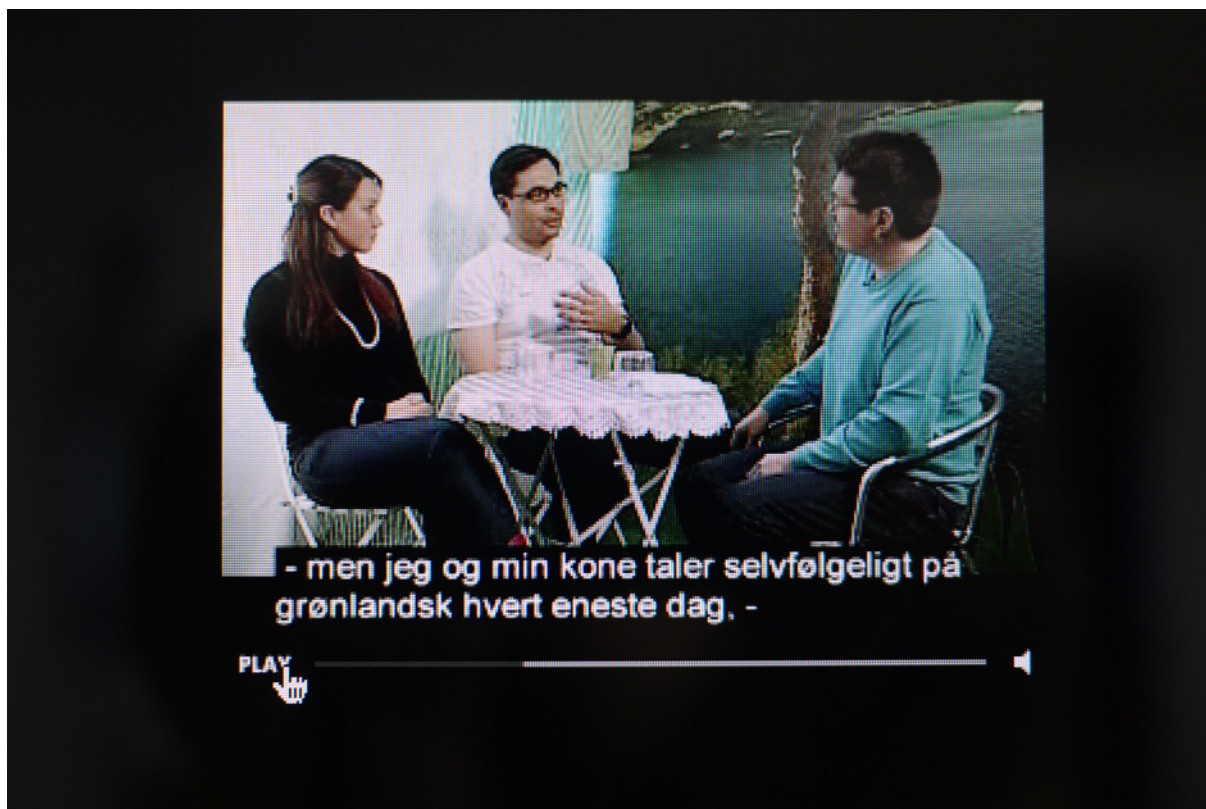 - men jeg og min kone taler selvfølgeligt på
grønlandsk hvert eneste dag, -
PLAY